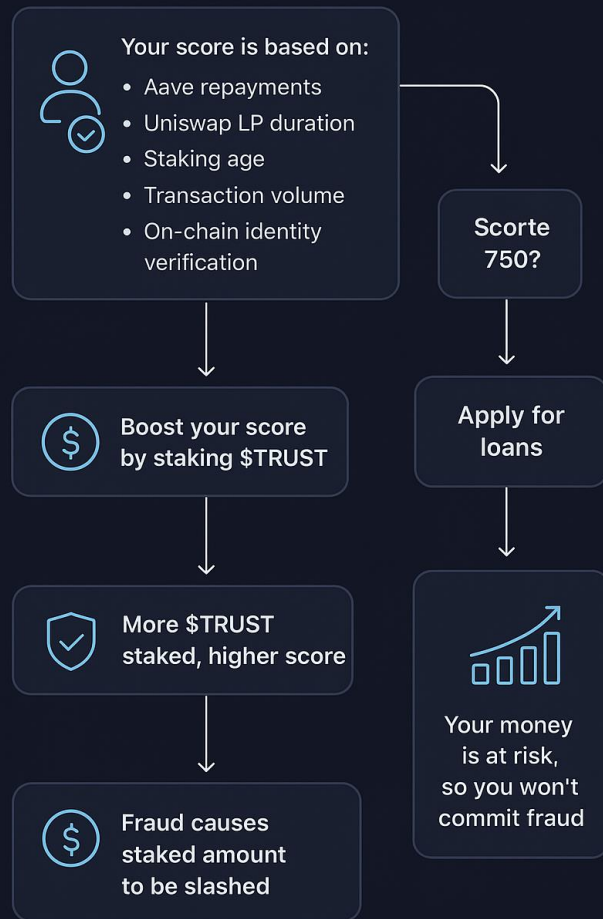 Your score is based on:
• Aave repayments
• Uniswap LP duration
• Staking age
• Transaction volume
• On-chain identity
verification
Scorte
750?
Boost your score
by staking $TRUST
Apply for
loans
More $TRUST
staked, higher score
Your money
is at risk,
so you won't
commit fraud
Fraud causes
staked amount
to be slashed